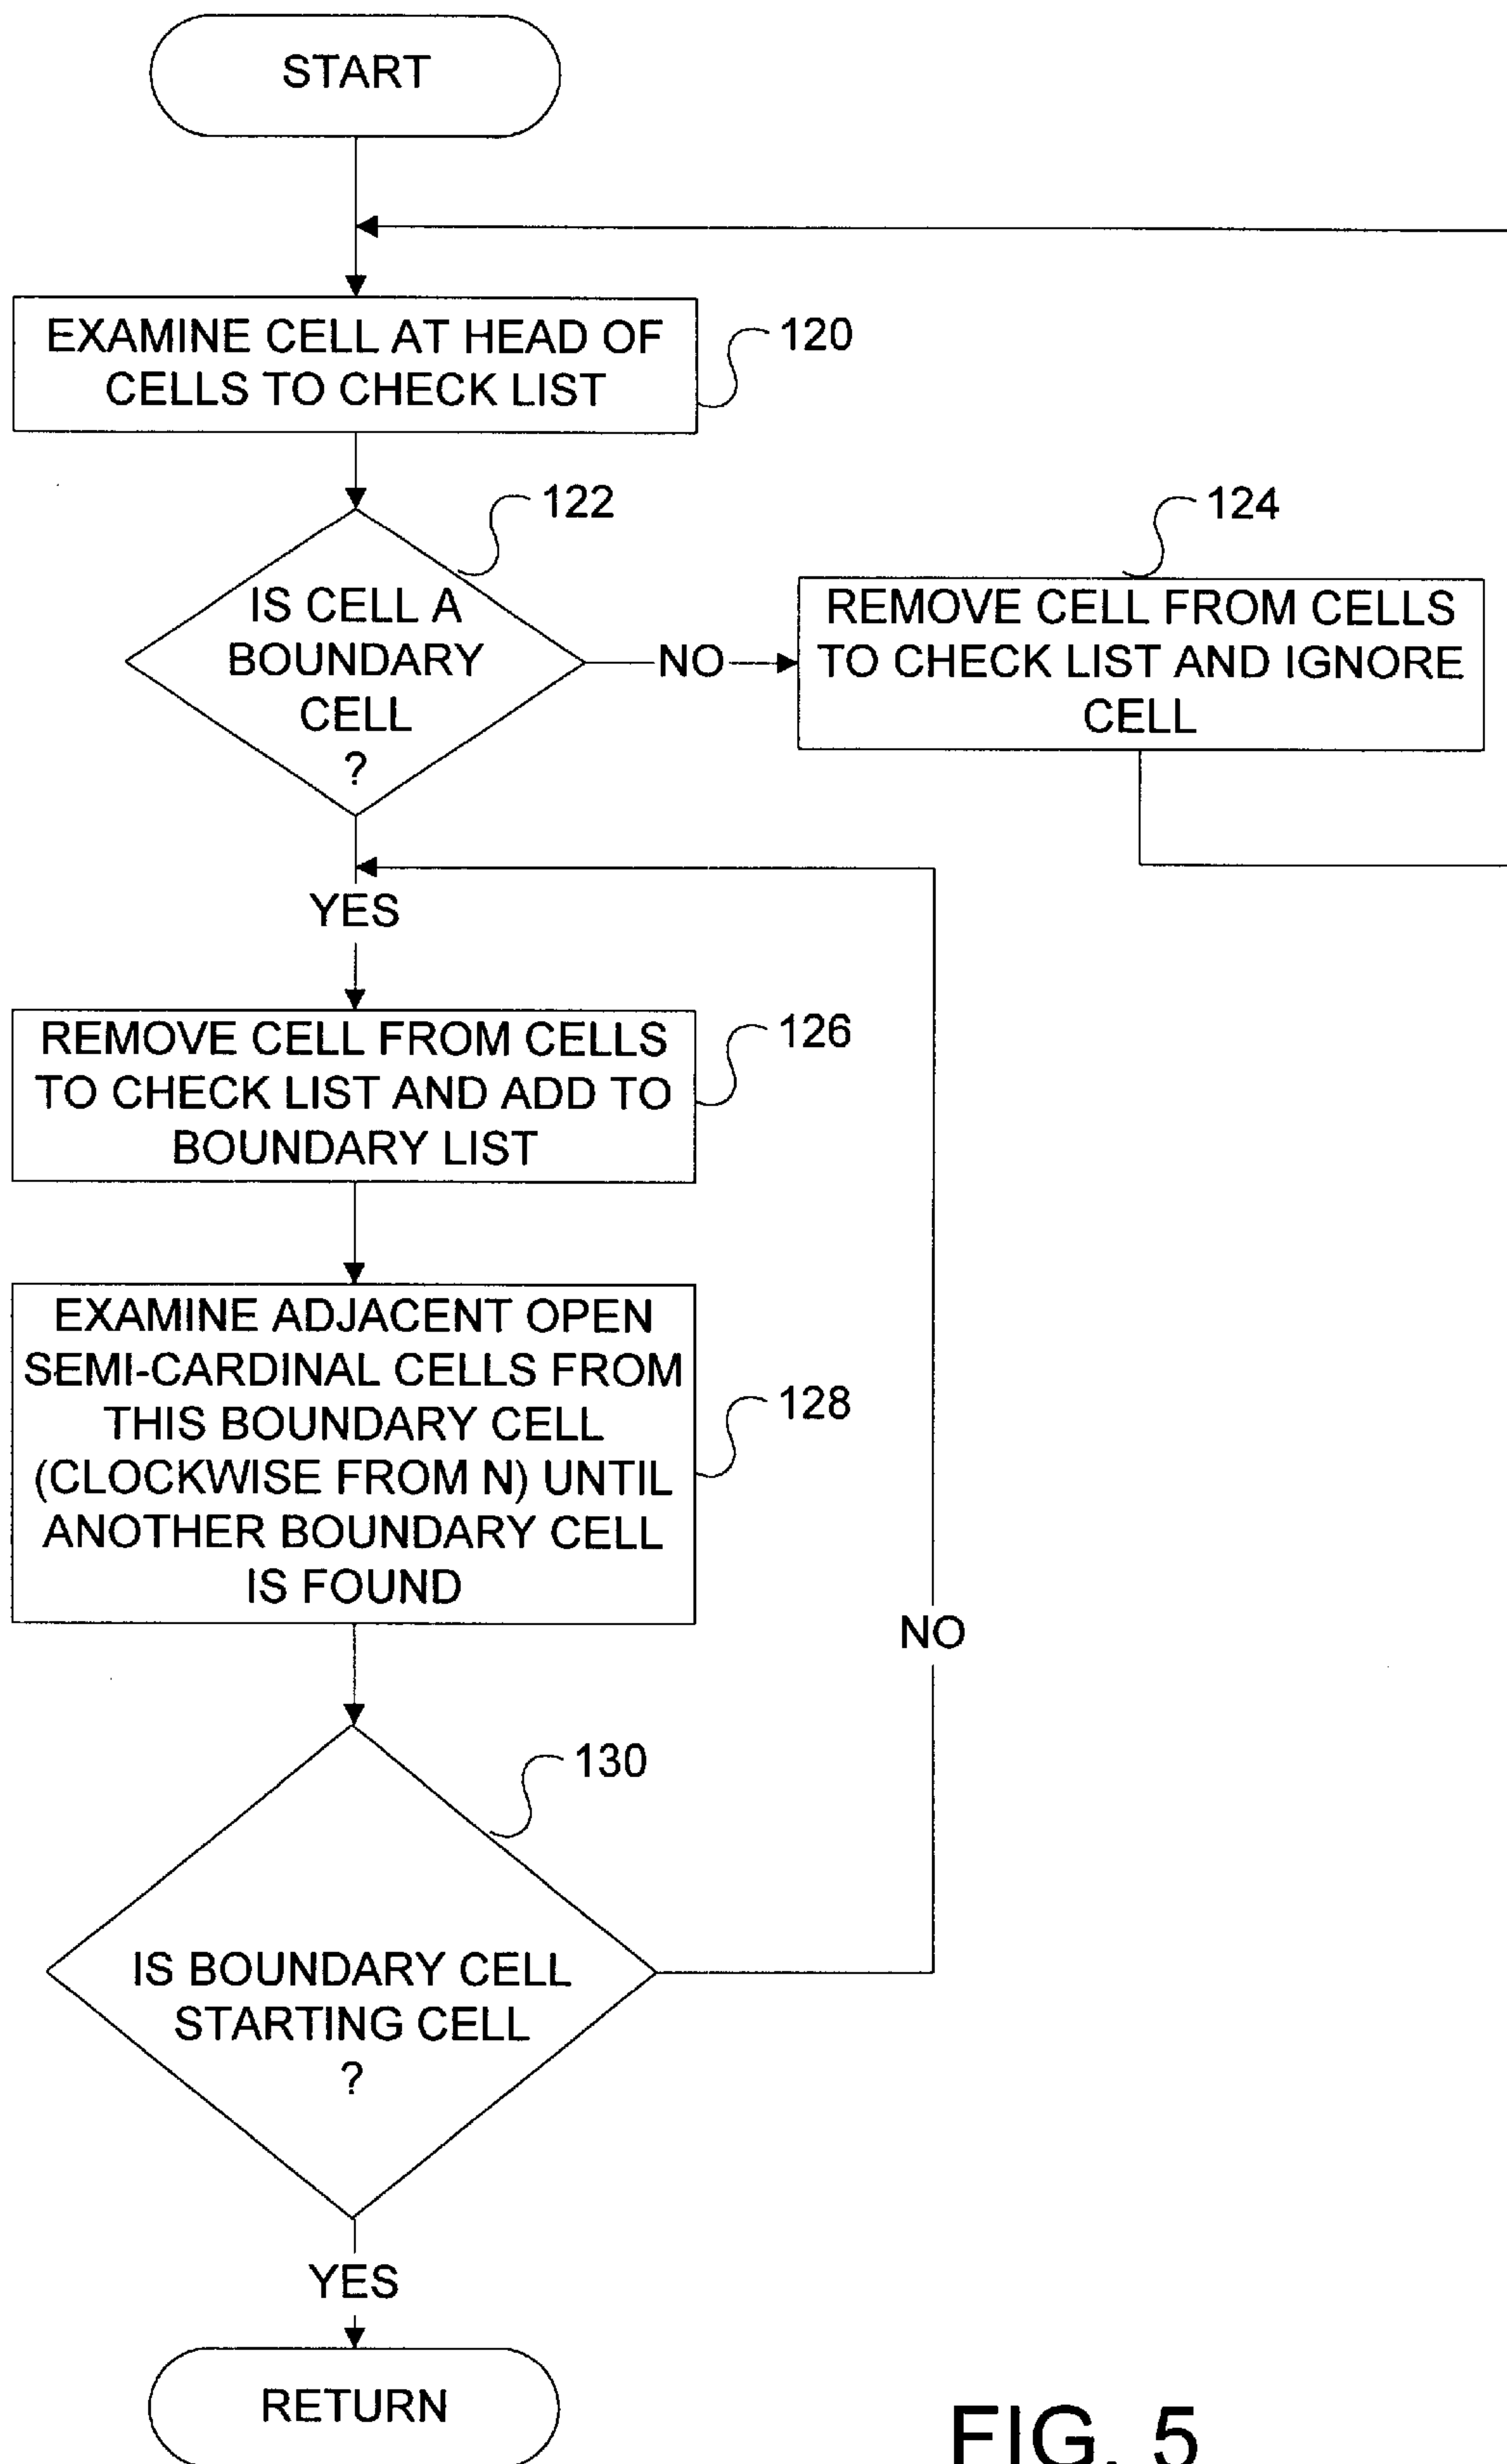 START
EXAMINE CELL AT HEAD OF
CELLS TO CHECK LIST
120
122
IS CELL A
BOUNDARY
CELL
?
NO
124
REMOVE CELL FROM CELLS
TO CHECK LIST AND IGNORE
CELL
YES
REMOVE CELL FROM CELLS
TO CHECK LIST AND ADD TO
BOUNDARY LIST
126
EXAMINE ADJACENT OPEN
SEMI-CARDINAL CELLS FROM
THIS BOUNDARY CELL
(CLOCKWISE FROM N) UNTIL
ANOTHER BOUNDARY CELL
IS FOUND
128
NO
130
IS BOUNDARY CELL
STARTING CELL
?
YES
RETURN
FIG. 5